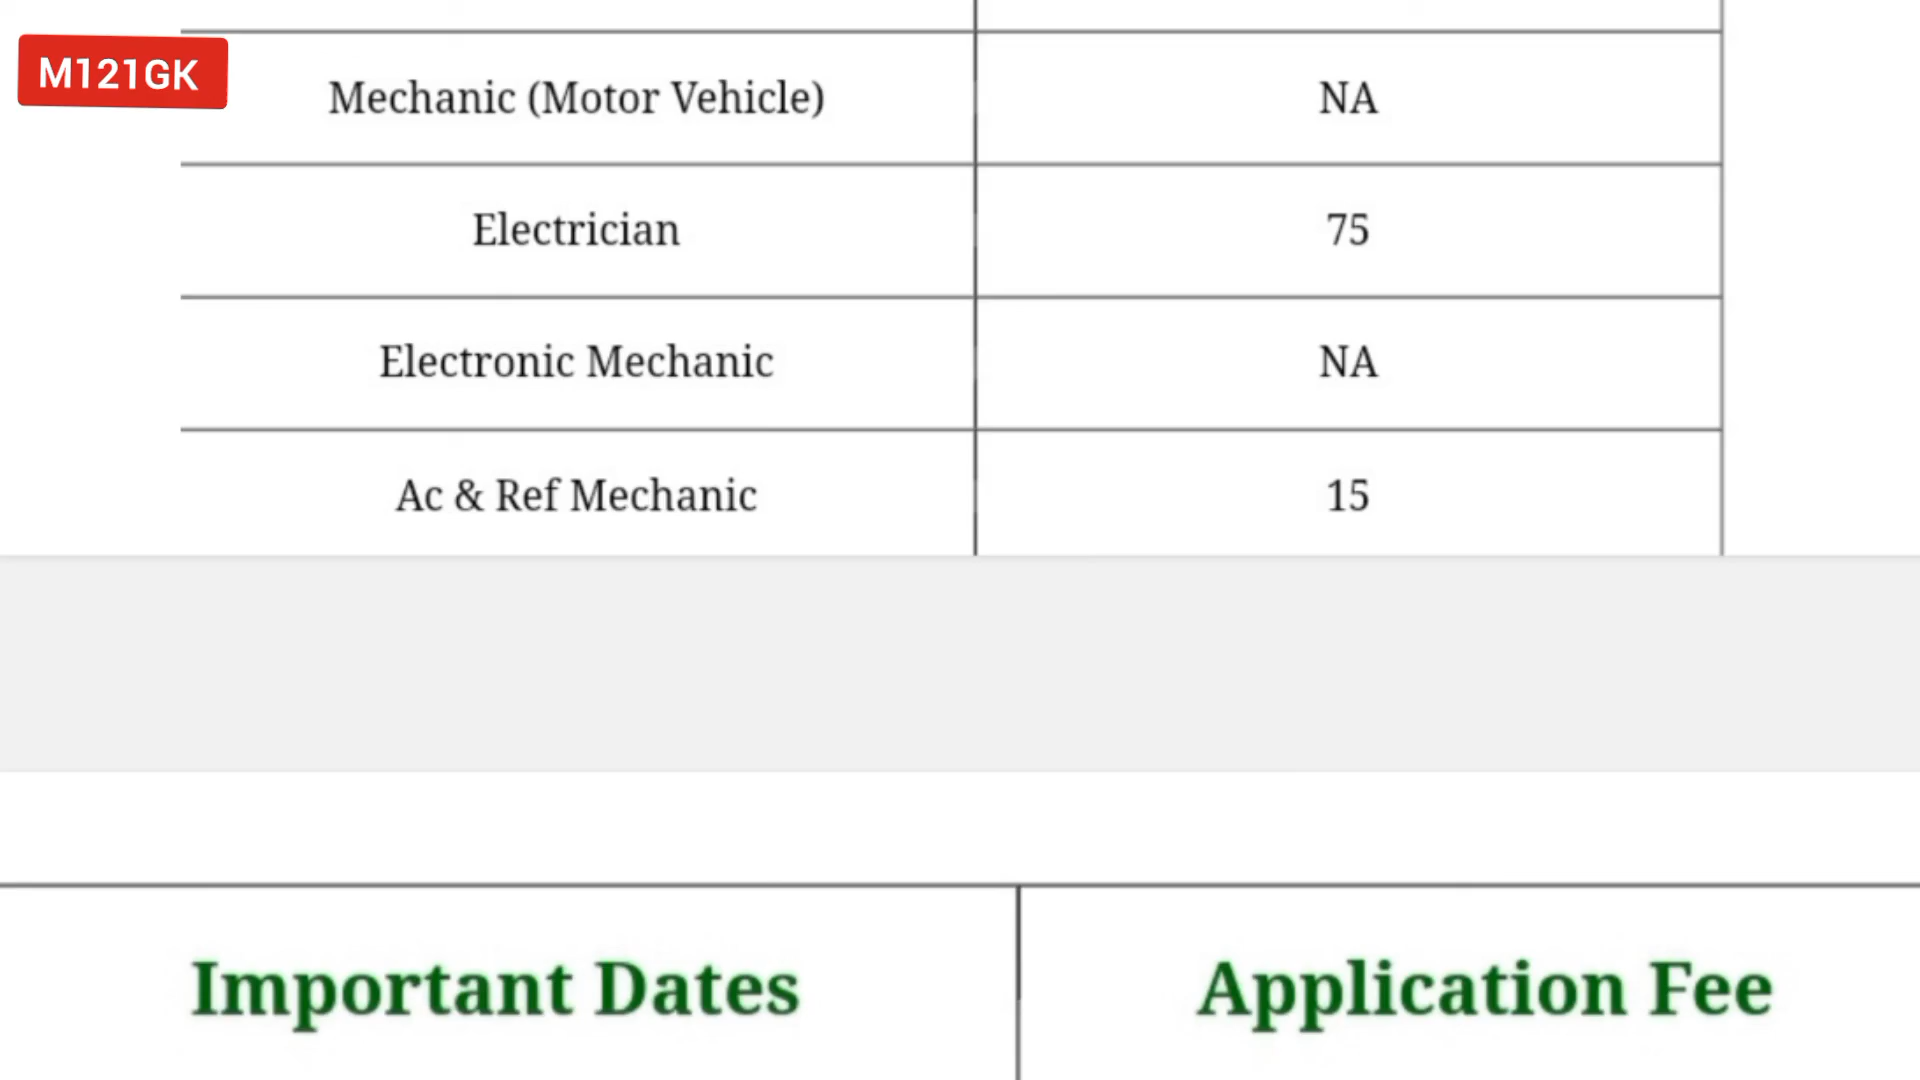 M121GK
Mechanic (Motor Vehicle) NA
Electrician 75
Electronic Mechanic NA
Ac & Ref Mechanic 15
Important Dates Application Fee